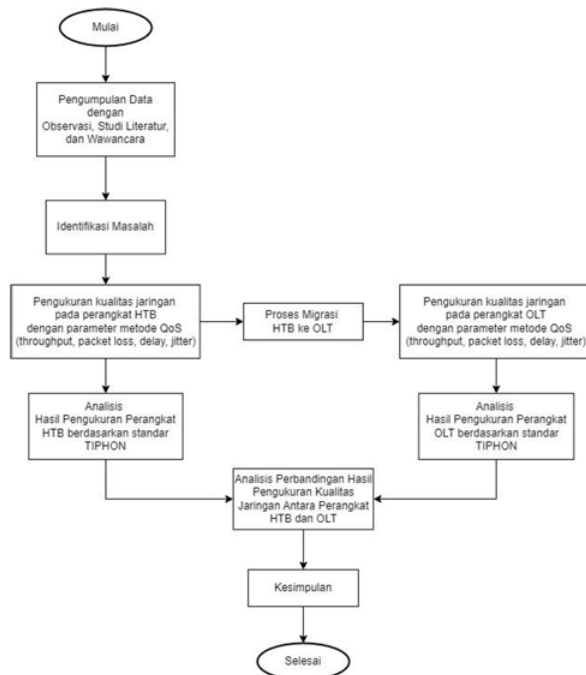 Mulai
Pengumpulan Data
dengan
Observasi, Studi Literatur,
dan Wawancara
Identifikasi Masalah
Pengukuran kualitas jaringan
pada perangkat HTB
dengan parameter metode QoS
(throughput, packet loss, delay, jitter)
Proses Migrasi
HTB ke OLT
Pengukuran kualitas jaringan
pada perangkat OLT
dengan parameter metode QoS
(throughput, packet loss, delay, jitter)
Analisis
Hasil Pengukuran Perangkat
HTB berdasarkan standar
TIPHON
Analisis
Hasil Pengukuran Perangkat
OLT berdasarkan standar
TIPHON
Analisis Perbandingan Hasil
Pengukuran Kualitas
Jaringan Antara Perangkat
HTB dan OLT
Kesimpulan
Selesai